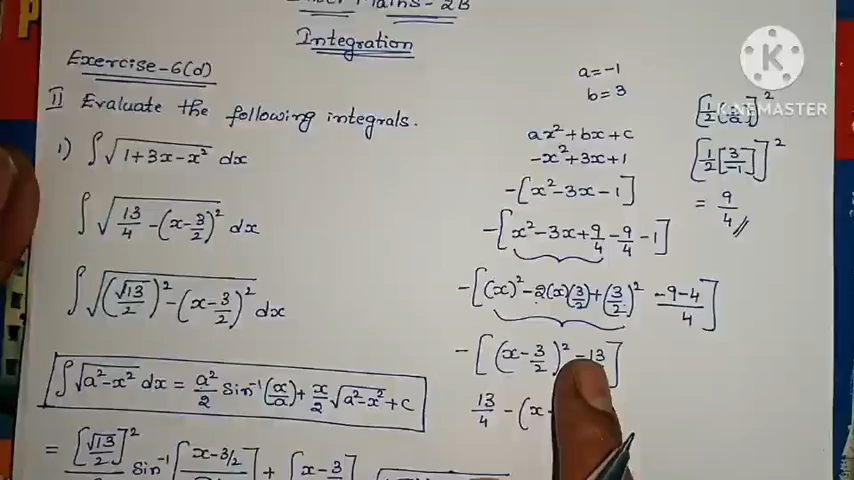 Maths-2B
Integration
Exercise-6(d)
II Evaluate the following integrals.
1) ∫√(1+3x-x²) dx
∫√(13/4 -(x-3/2)²) dx
∫√((√13/2)²-(x-3/2)²) dx
∫√(a²-x²) dx = a²/2 Sin⁻¹(x/a)+x/2 √(a²-x²)+C
= [√13/2]² Sin⁻¹[x-3/2] + [x-3/2]
a=-1
b=3
ax²+bx+c
-x²+3x+1
-[x²-3x-1]
-[x²-3x+9/4-9/4-1]
-[(x)²-2(x)(3/2)+(3/2)² -9-4/4]
-[(x-3/2)²-13]
13/4 -(x-
[1/2[b/a]]²
[1/2[3/-1]]²
= 9/4
K
KINEMASTER